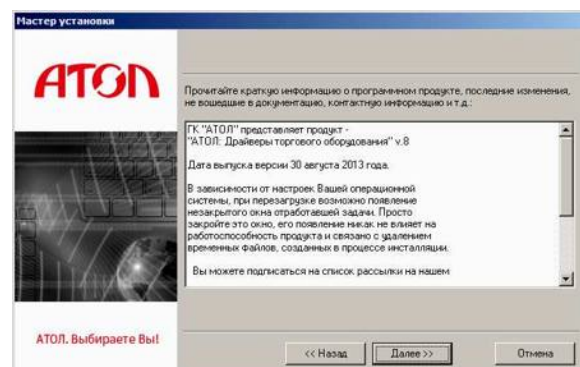 Мастер установки
АТОЛ
Прочитайте краткую информацию о программном продукте, последние изменения,
не вошедшие в документацию, контактную информацию и т.д.:
ГК "АТОЛ" представляет продукт -
"АТОЛ: Драйверы торгового оборудования" v.8
Дата выпуска версии 30 августа 2013 года.
В зависимости от настроек Вашей операционной
системы, при перезагрузке возможно появление
незакрытого окна отработавшей задачи. Просто
закройте это окно, его появление никак не влияет на
работоспособность продукта и связано с удалением
временных файлов, созданных в процессе инсталляции.
Вы можете подписаться на список рассылки на нашем
АТОЛ. Выбираете Вы!
<< Назад
Далее >>
Отмена